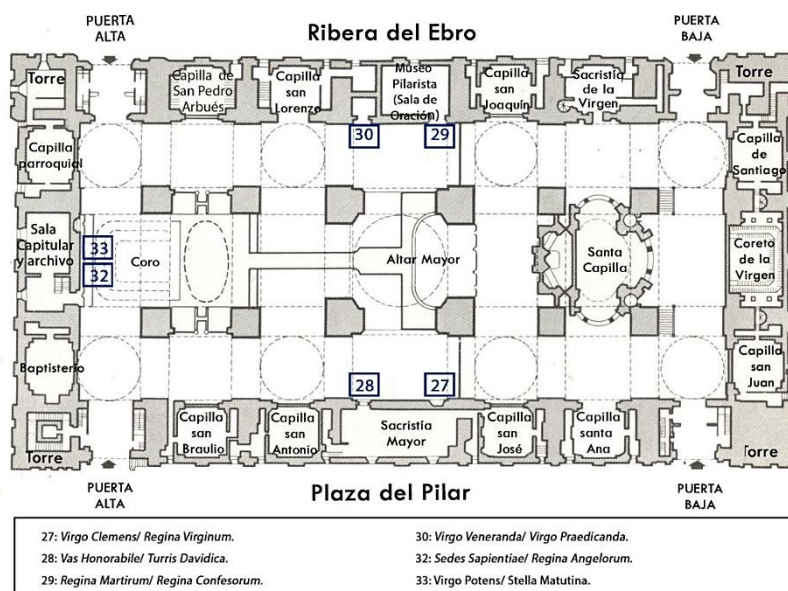 PUERTA
ALTA
Ribera del Ebro
PUERTA
BAJA
Torre
Capilla de
San Pedro
Arbués
Capilla
san
Lorenzo
Museo
Pilarista
(Sala de
Oración)
Capilla
san
Joaquín
Sacristía
de la
Virgen
Torre
30
29
Capilla
parroquial
Capilla
de
Santiago
Sala
Capitular
y archivo
33
32
Coro
Altar Mayor
Santa
Capilla
Coreto
de la
Virgen
Baptisterio
28
27
Capilla
san
Juan
Torre
Capilla
san
Braulio
Capilla
san
Antonio
Sacristía
Mayor
Capilla
san
José
Capilla
santa
Ana
Torre
PUERTA
ALTA
Plaza del Pilar
PUERTA
BAJA
27: Virgo Clemens/ Regina Virginum.
28: Vas Honorabile/ Turris Davidica.
29: Regina Martirum/ Regina Confesorum.
30: Virgo Veneranda/ Virgo Praedicanda.
32: Sedes Sapientiae/ Regina Angelorum.
33: Virgo Potens/ Stella Matutina.